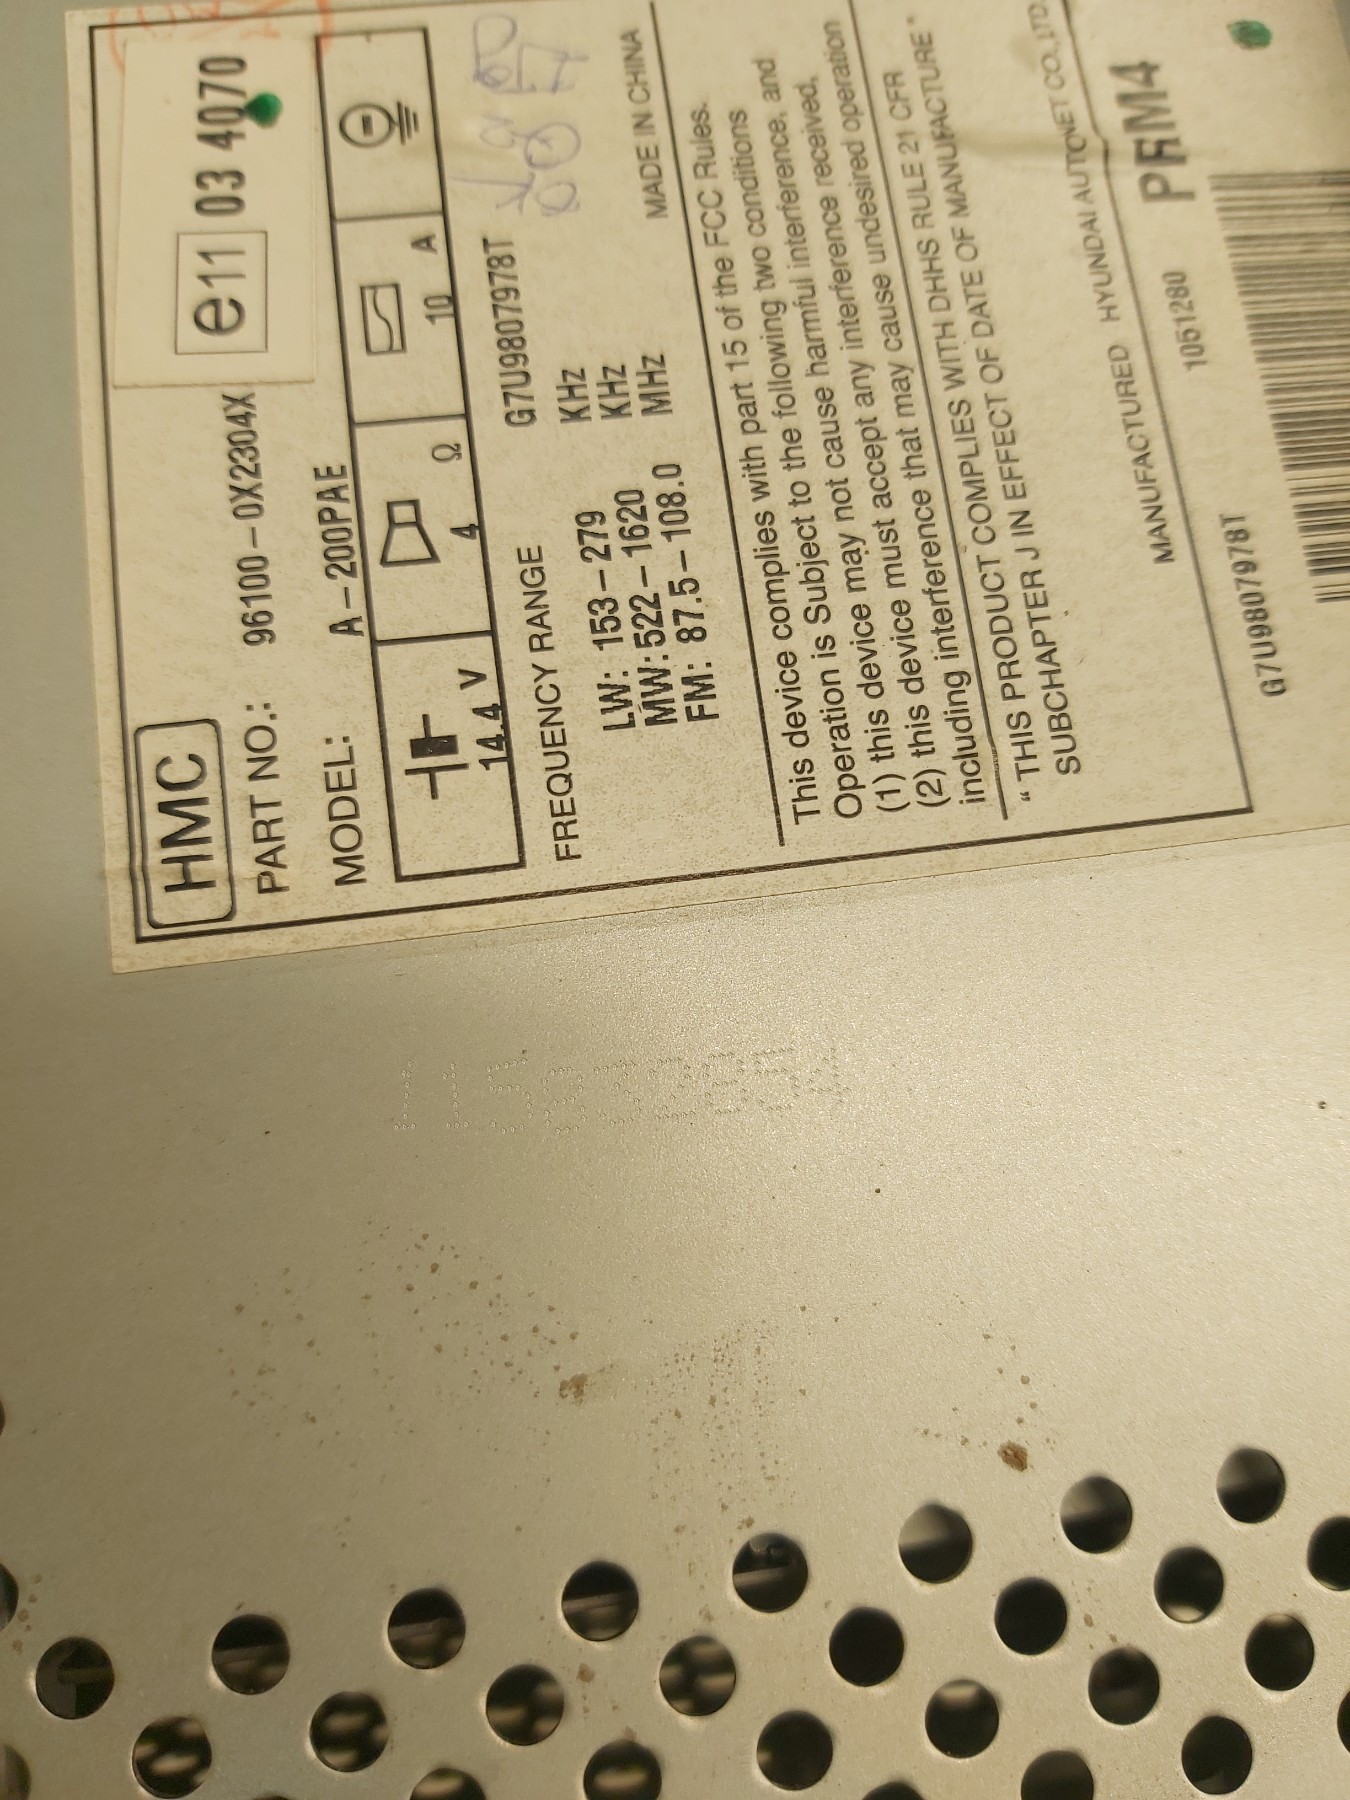 HMC
PART NO.: 96100-0X2304X
e11 03 4070
MODEL: A-200PAE
14.4 V 4 Ω 10 A
FREQUENCY RANGE G7U9807978T
LW: 153-279 KHz
MW: 522-1620 KHz
FM: 87.5-108.0 MHz
MADE IN CHINA
This device complies with part 15 of the FCC Rules.
Operation is Subject to the following two conditions
(1) this device may not cause harmful interference, and
(2) this device must accept any interference received,
including interference that may cause undesired operation
“ THIS PRODUCT COMPLIES WITH DHHS RULE 21 CFR
SUBCHAPTER J IN EFFECT OF DATE OF MANUFACTURE ”
MANUFACTURED HYUNDAI AUTONET CO.,LTD.
1051280 PRM4
G7U9807978T